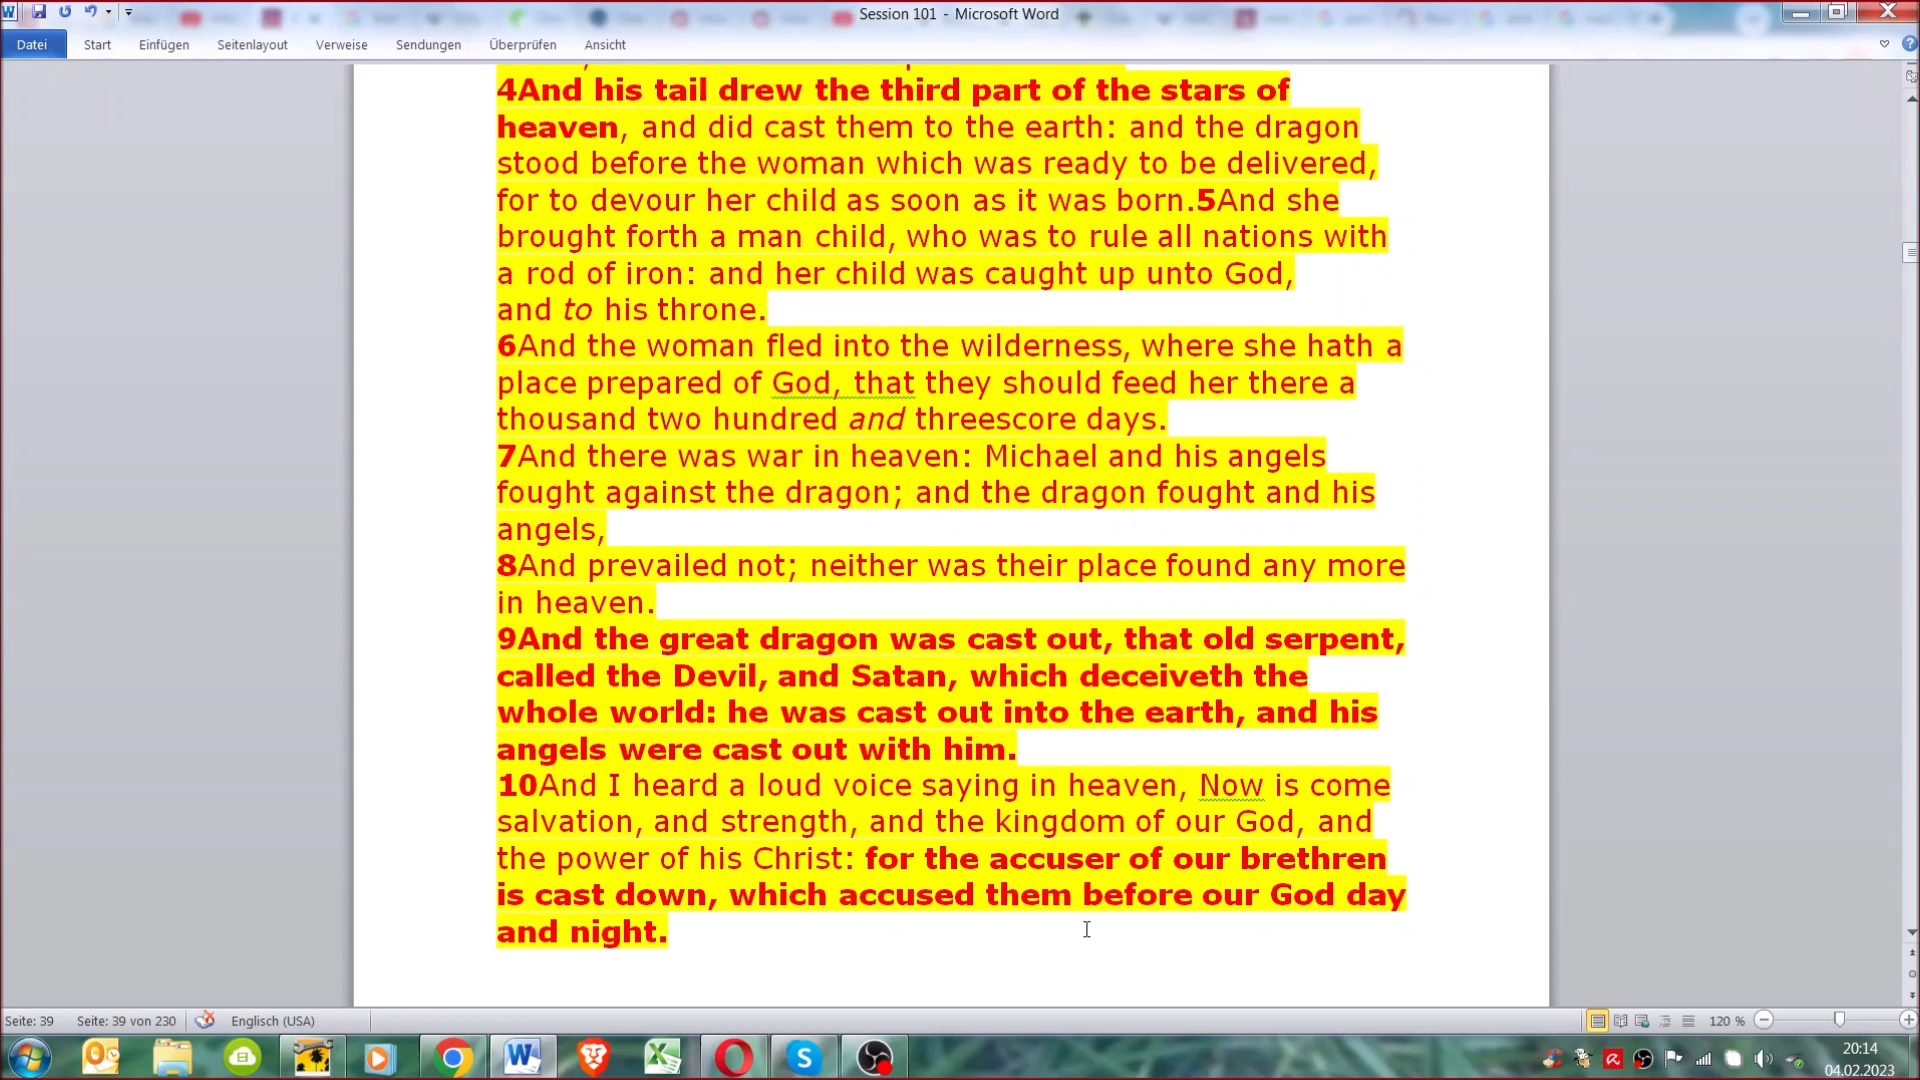 Session 101 - Microsoft Word
Datei Start Einfügen Seitenlayout Verweise Sendungen Überprüfen Ansicht
4And his tail drew the third part of the stars of
heaven, and did cast them to the earth: and the dragon
stood before the woman which was ready to be delivered,
for to devour her child as soon as it was born.5And she
brought forth a man child, who was to rule all nations with
a rod of iron: and her child was caught up unto God,
and to his throne.
6And the woman fled into the wilderness, where she hath a
place prepared of God, that they should feed her there a
thousand two hundred and threescore days.
7And there was war in heaven: Michael and his angels
fought against the dragon; and the dragon fought and his
angels,
8And prevailed not; neither was their place found any more
in heaven.
9And the great dragon was cast out, that old serpent,
called the Devil, and Satan, which deceiveth the
whole world: he was cast out into the earth, and his
angels were cast out with him.
10And I heard a loud voice saying in heaven, Now is come
salvation, and strength, and the kingdom of our God, and
the power of his Christ: for the accuser of our brethren
is cast down, which accused them before our God day
and night.
Seite: 39 Seite: 39 von 230 Englisch (USA) 120 %
20:14
04.02.2023